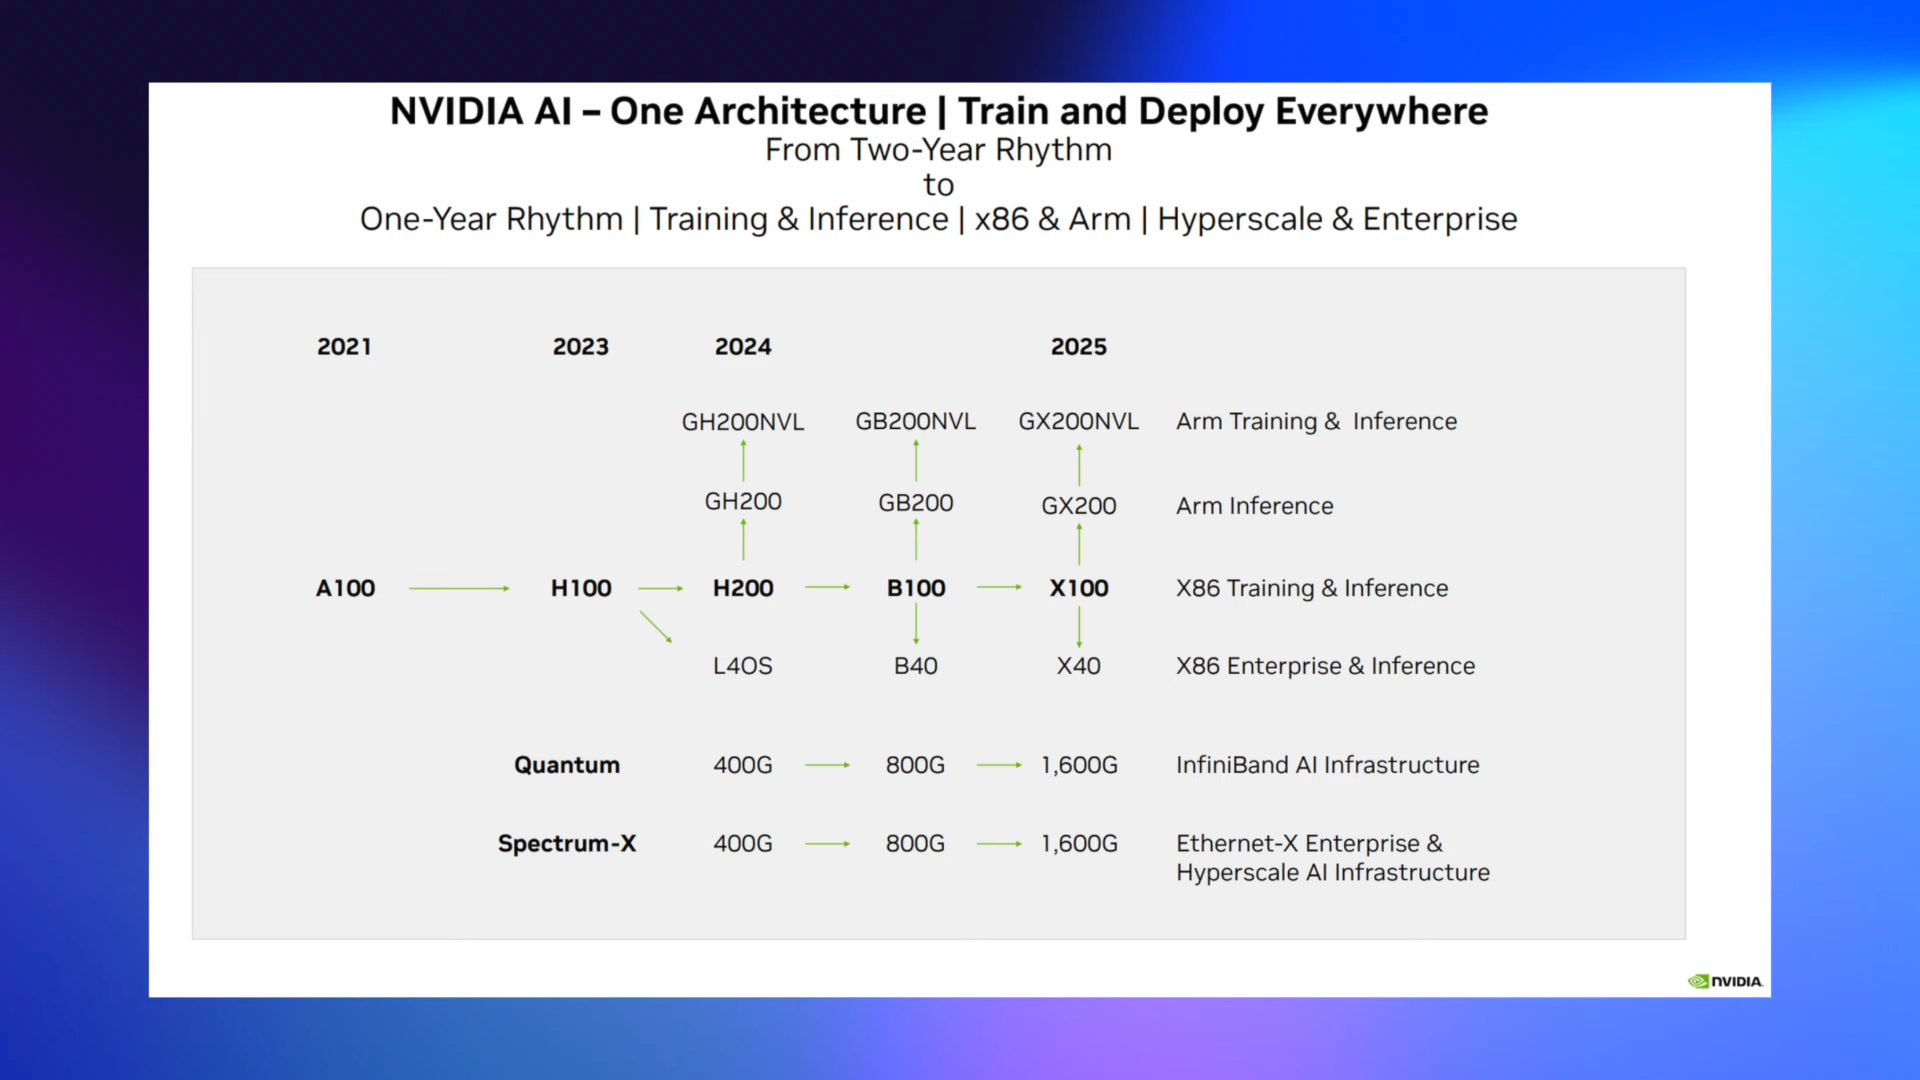 NVIDIA AI – One Architecture | Train and Deploy Everywhere
From Two-Year Rhythm
to
One-Year Rhythm | Training & Inference | x86 & Arm | Hyperscale & Enterprise
2021 2023 2024 2025
GH200NVL GB200NVL GX200NVL Arm Training & Inference
GH200 GB200 GX200 Arm Inference
A100 H100 H200 B100 X100 X86 Training & Inference
L40S B40 X40 X86 Enterprise & Inference
Quantum 400G 800G 1,600G InfiniBand AI Infrastructure
Spectrum-X 400G 800G 1,600G Ethernet-X Enterprise &
Hyperscale AI Infrastructure
NVIDIA